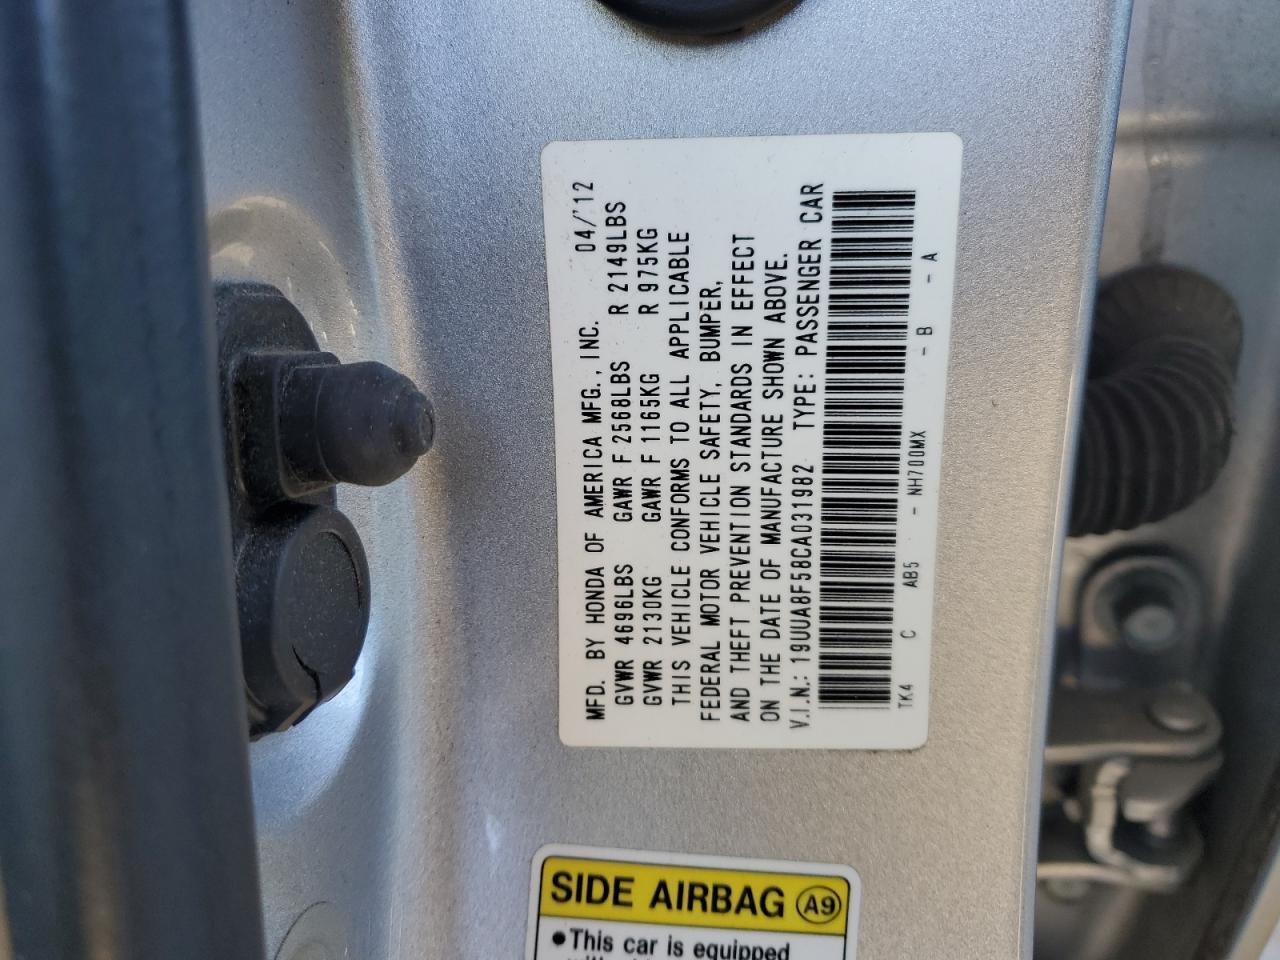 MFD. BY HONDA OF AMERICA MFG., INC. 04/'12
GVWR 4696LBS GAWR F 2568LBS R 2149LBS
GVWR 2130KG GAWR F 1165KG R 975KG
THIS VEHICLE CONFORMS TO ALL APPLICABLE
FEDERAL MOTOR VEHICLE SAFETY, BUMPER,
AND THEFT PREVENTION STANDARDS IN EFFECT
ON THE DATE OF MANUFACTURE SHOWN ABOVE.
V.I.N.: 19UUA8F58CA031982 TYPE: PASSENGER CAR
TK4 C AB5 - NH700MX - B - A
SIDE AIRBAG A9
•This car is equipped